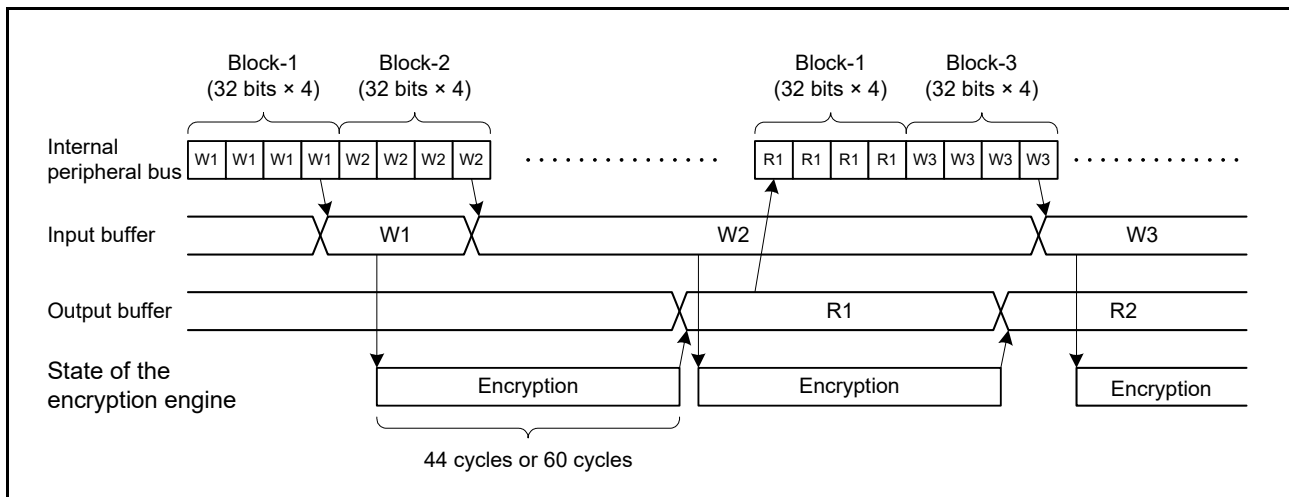 Block-1
(32 bits × 4)
Block-2
(32 bits × 4)
Block-1
(32 bits × 4)
Block-3
(32 bits × 4)
Internal
peripheral bus
W1 W1 W1 W1 W2 W2 W2 W2
R1 R1 R1 R1 W3 W3 W3 W3
Input buffer
W1
W2
W3
Output buffer
R1
R2
State of the
encryption engine
Encryption
Encryption
Encryption
44 cycles or 60 cycles